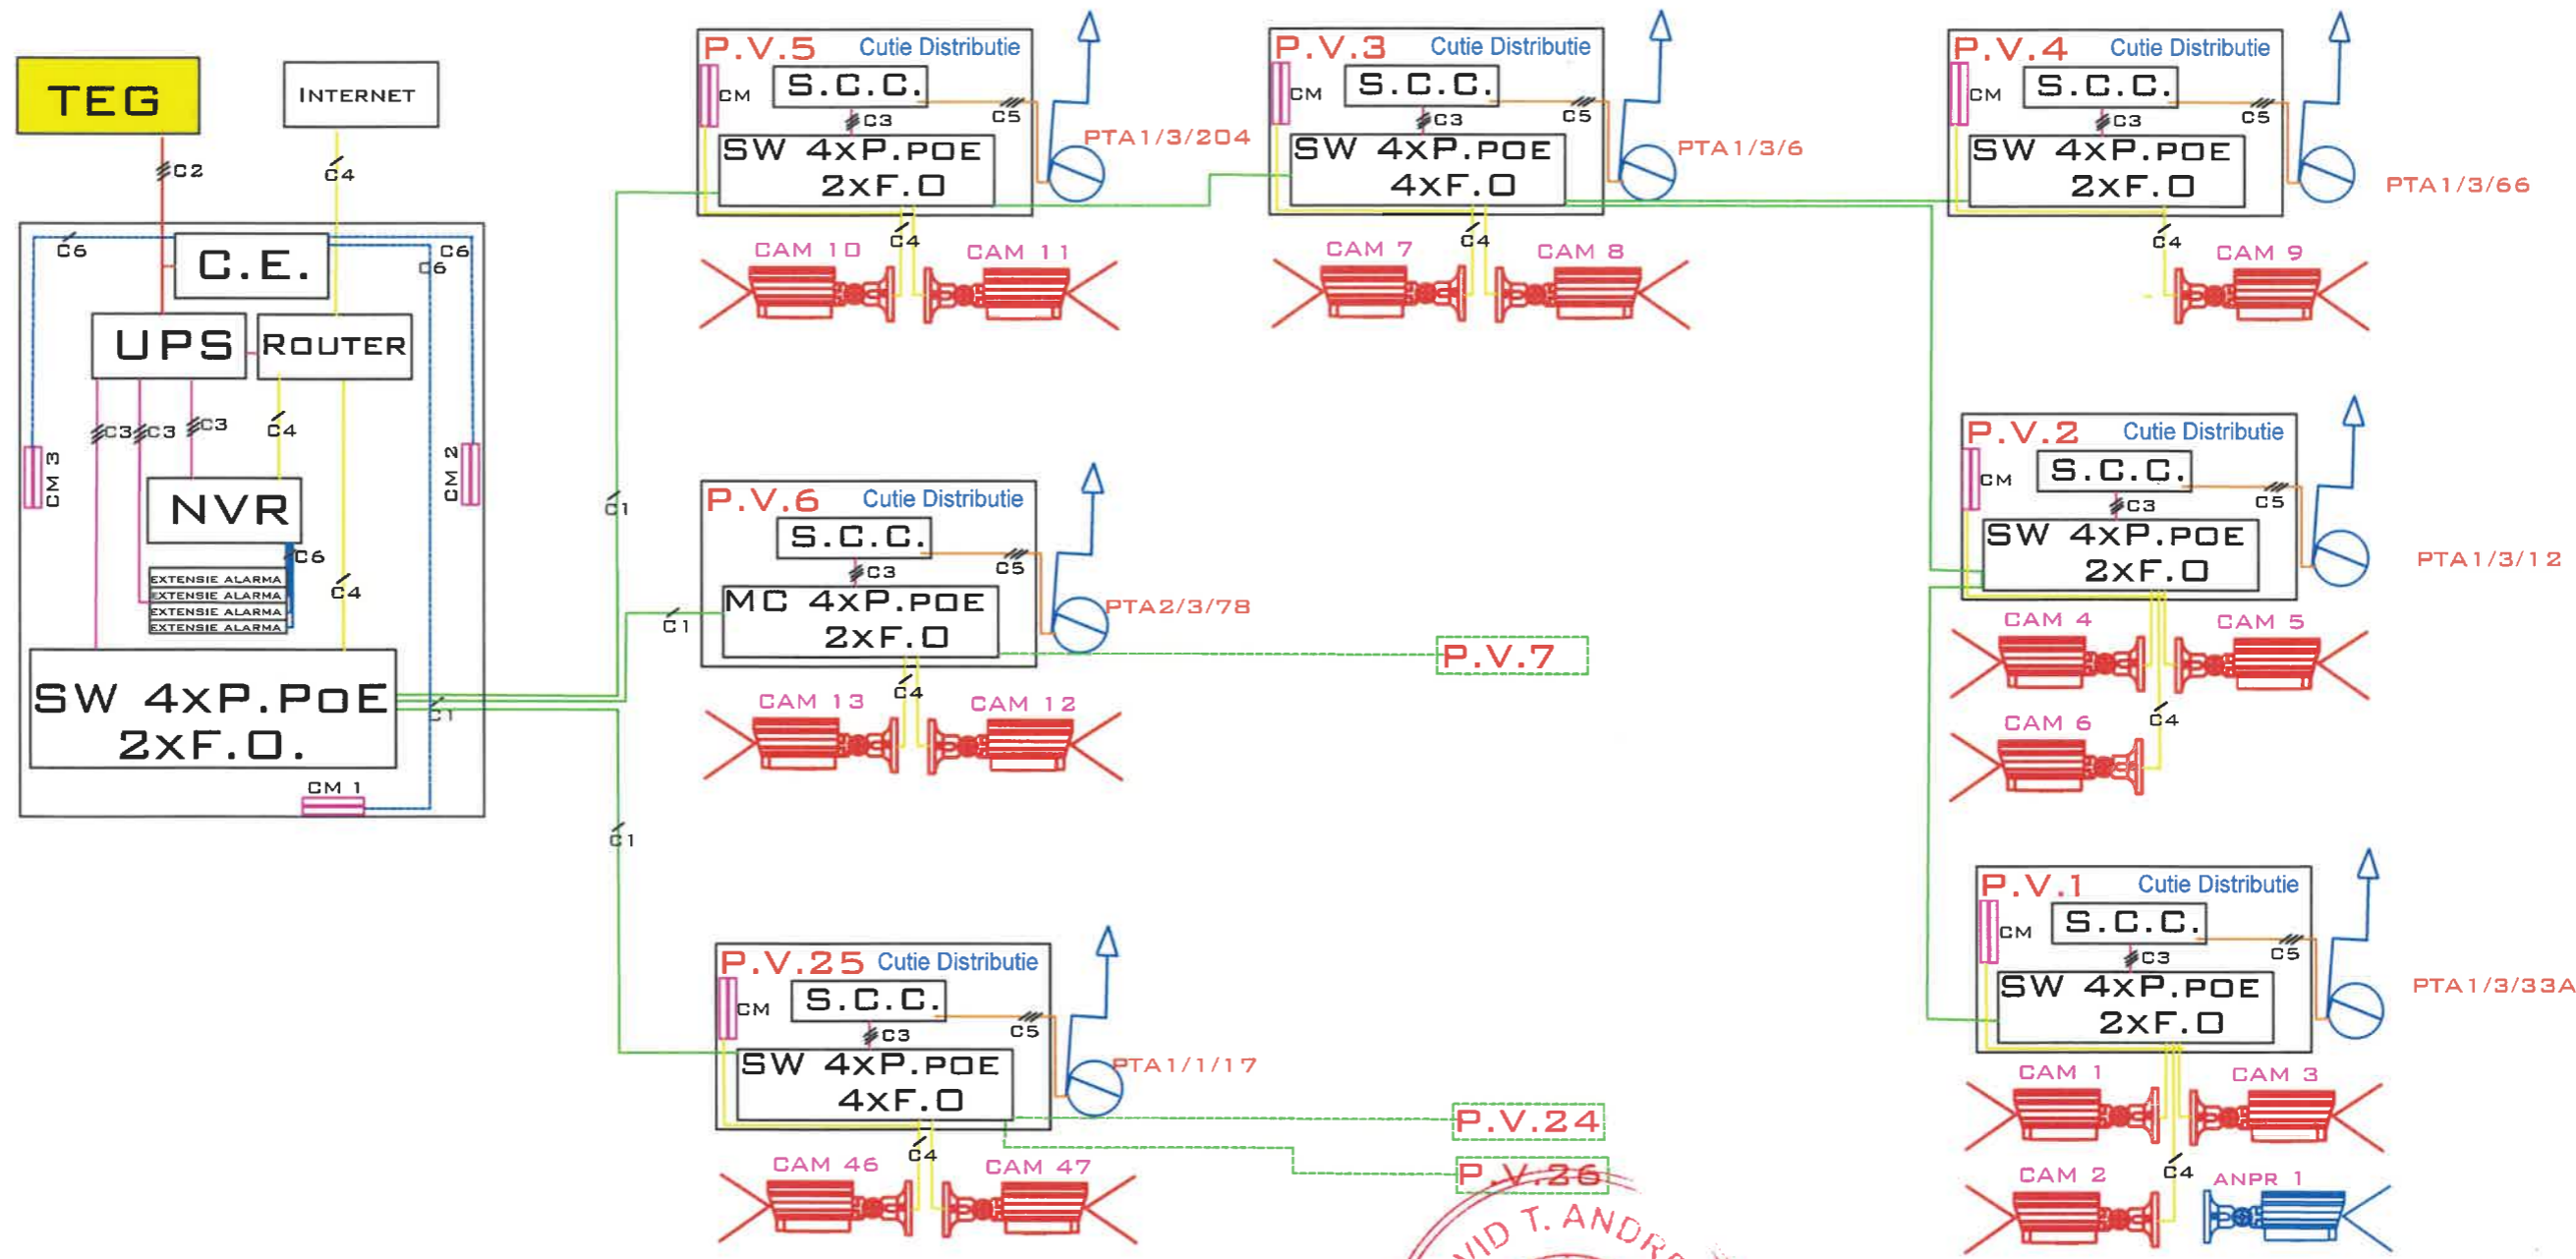 TEG
INTERNET
C2
C4
C.E.
C6
C6
C6
UPS
ROUTER
C3
C3
C3
C4
CM 3
CM 2
NVR
C6
EXTENSIE ALARMA
EXTENSIE ALARMA
EXTENSIE ALARMA
EXTENSIE ALARMA
C4
SW 4xP.PoE
2xF.O.
C1
CM 1
C1
C1
C1
P.V.5 Cutie Distributie
CM
S.C.C.
C3
C5
SW 4xP.POE
2xF.O
PTA1/3/204
C4
CAM 10
CAM 11
P.V.3 Cutie Distributie
CM
S.C.C.
C3
C5
SW 4xP.POE
4xF.O
PTA1/3/6
C4
CAM 7
CAM 8
P.V.4 Cutie Distributie
CM
S.C.C.
C3
C5
SW 4xP.POE
2xF.O
PTA1/3/66
C4
CAM 9
P.V.6 Cutie Distributie
S.C.C.
C3
C5
MC 4xP.POE
2xF.O
PTA2/3/78
P.V.7
C4
CAM 13
CAM 12
P.V.2 Cutie Distributie
CM
S.C.C.
C3
C5
SW 4xP.POE
2xF.O
PTA1/3/12
CAM 4
CAM 5
CAM 6
C4
P.V.25 Cutie Distributie
CM
S.C.C.
C3
C5
SW 4xP.POE
4xF.O
PTA1/1/17
P.V.24
P.V.26
C4
CAM 46
CAM 47
P.V.1 Cutie Distributie
CM
S.C.C.
C3
C5
SW 4xP.POE
2xF.O
PTA1/3/33A
CAM 1
CAM 3
CAM 2
C4
ANPR 1
T.